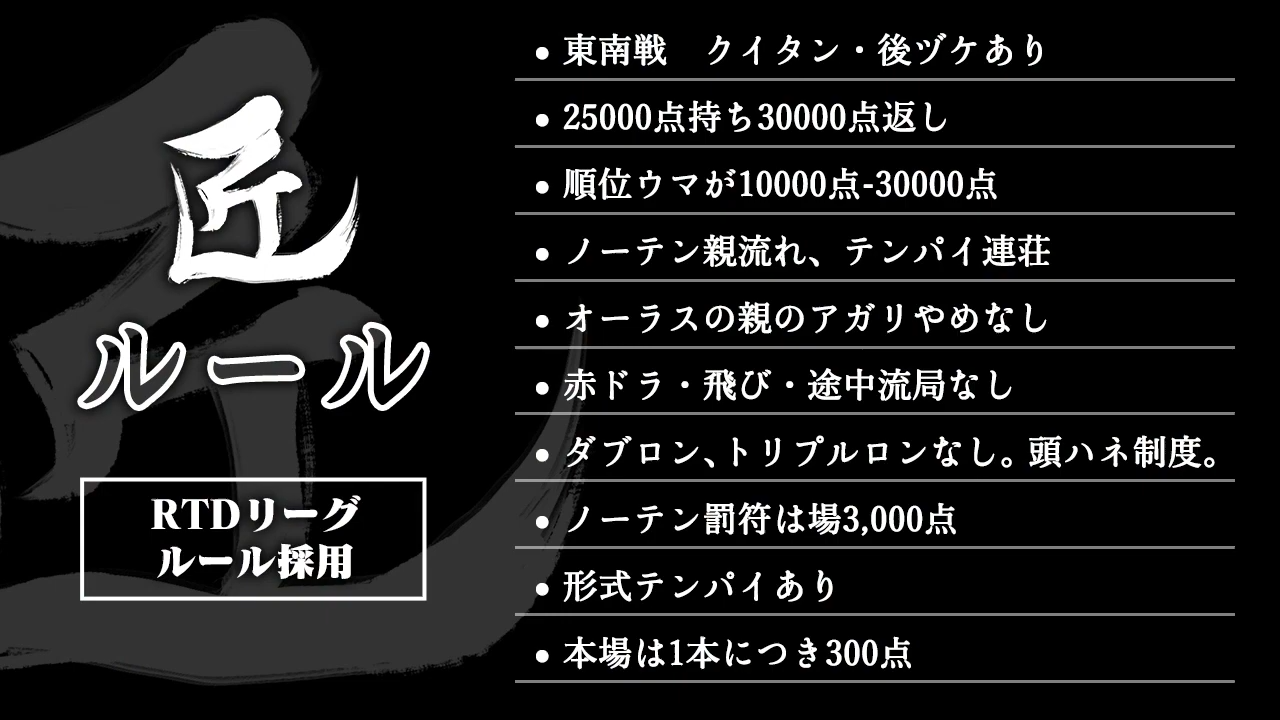 匠
ルール
RTDリーグ
ルール採用
• 東南戦　クイタン・後ヅケあり
• 25000点持ち30000点返し
• 順位ウマが10000点-30000点
• ノーテン親流れ、テンパイ連荘
• オーラスの親のアガリやめなし
• 赤ドラ・飛び・途中流局なし
• ダブロン、トリプルロンなし。頭ハネ制度。
• ノーテン罰符は場3,000点
• 形式テンパイあり
• 本場は1本につき300点